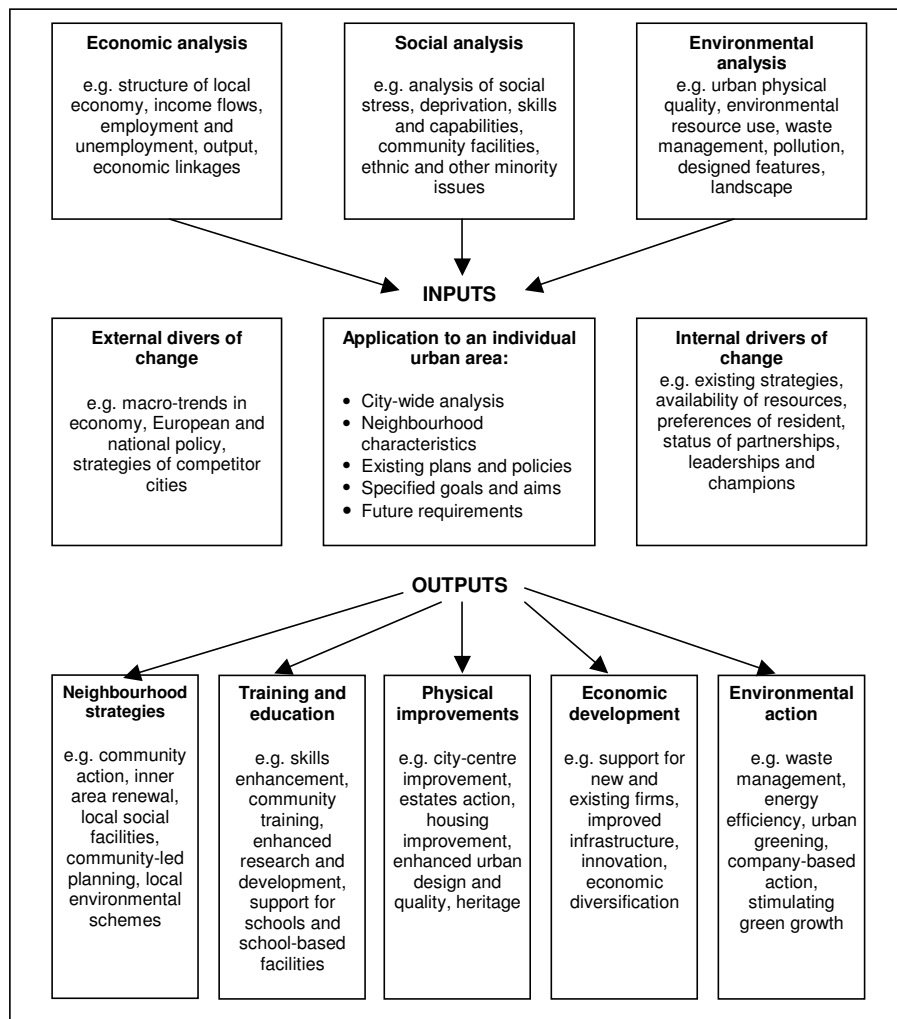 Economic analysis
e.g. structure of local
economy, income flows,
employment and
unemployment, output,
economic linkages
Social analysis
e.g. analysis of social
stress, deprivation, skills
and capabilities,
community facilities,
ethnic and other minority
issues
Environmental
analysis
e.g. urban physical
quality, environmental
resource use, waste
management, pollution,
designed features,
landscape
INPUTS
External divers of
change
e.g. macro-trends in
economy, European and
national policy,
strategies of competitor
cities
Application to an individual
urban area:
• City-wide analysis
• Neighbourhood
characteristics
• Existing plans and policies
• Specified goals and aims
• Future requirements
Internal drivers of
change
e.g. existing strategies,
availability of resources,
preferences of resident,
status of partnerships,
leaderships and
champions
OUTPUTS
Neighbourhood
strategies
e.g. community
action, inner
area renewal,
local social
facilities,
community-led
planning, local
environmental
schemes
Training and
education
e.g. skills
enhancement,
community
training,
enhanced
research and
development,
support for
schools and
school-based
facilities
Physical
improvements
e.g. city-centre
improvement,
estates action,
housing
improvement,
enhanced urban
design and
quality, heritage
Economic
development
e.g. support for
new and
existing firms,
improved
infrastructure,
innovation,
economic
diversification
Environmental
action
e.g. waste
management,
energy
efficiency, urban
greening,
company-based
action,
stimulating
green growth